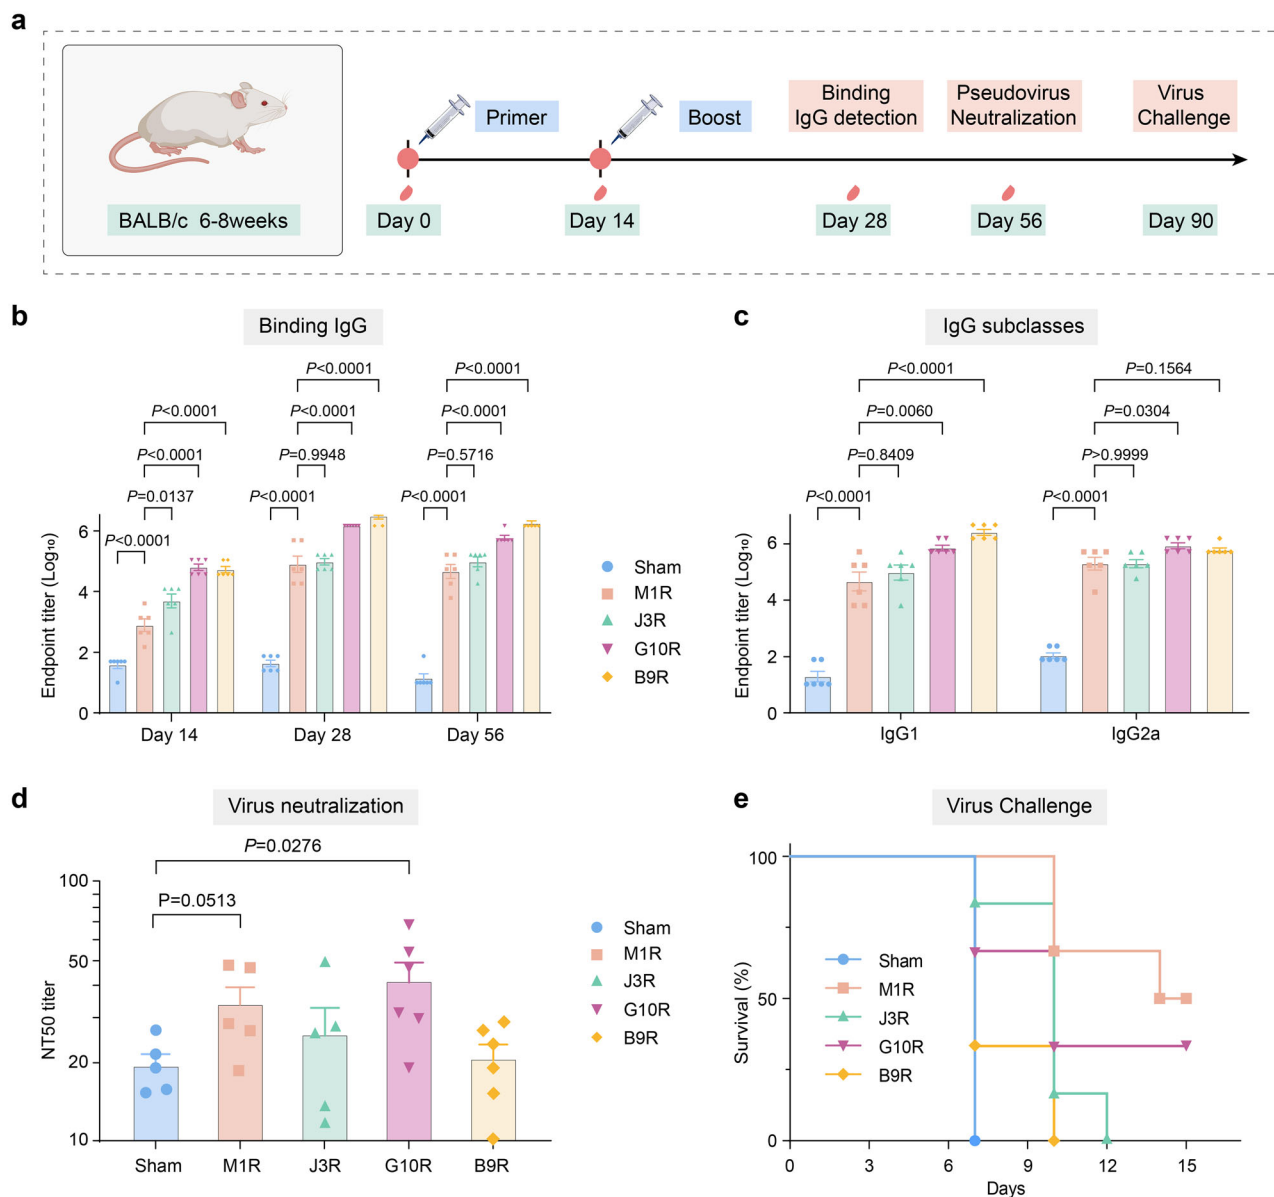 a
Primer
Boost
Binding
IgG detection
Pseudovirus
Neutralization
Virus
Challenge
BALB/c 6-8weeks
Day 0
Day 14
Day 28
Day 56
Day 90
b
Binding IgG
P<0.0001
P<0.0001
P<0.0001
P<0.0001
P<0.0001
P<0.0001
P=0.9948
P=0.5716
P=0.0137
P<0.0001
P<0.0001
P<0.0001
Endpoint titer (Log₁₀)
6
4
2
0
Day 14
Day 28
Day 56
Sham
M1R
J3R
G10R
B9R
c
IgG subclasses
P<0.0001
P=0.1564
P=0.0060
P=0.0304
P=0.8409
P>0.9999
P<0.0001
P<0.0001
Endpoint titer (Log₁₀)
6
4
2
0
IgG1
IgG2a
d
Virus neutralization
P=0.0276
P=0.0513
NT50 titer
100
50
20
10
Sham
M1R
J3R
G10R
B9R
Sham
M1R
J3R
G10R
B9R
e
Virus Challenge
Survival (%)
100
50
0
Sham
M1R
J3R
G10R
B9R
0
3
6
9
12
15
Days